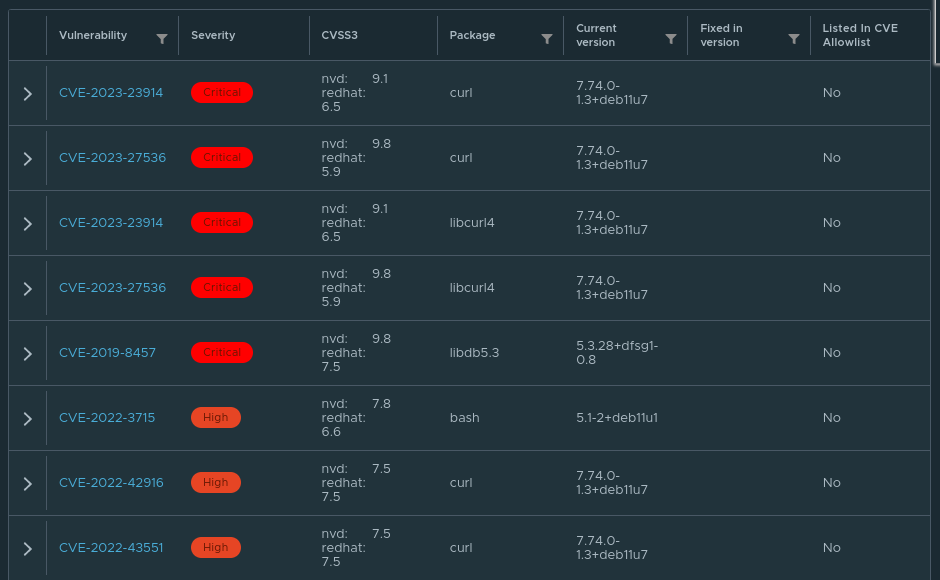 Vulnerability Severity CVSS3 Package Current version Fixed in version Listed In CVE Allowlist
CVE-2023-23914 Critical nvd: 9.1 redhat: 6.5 curl 7.74.0-1.3+deb11u7 No
CVE-2023-27536 Critical nvd: 9.8 redhat: 5.9 curl 7.74.0-1.3+deb11u7 No
CVE-2023-23914 Critical nvd: 9.1 redhat: 6.5 libcurl4 7.74.0-1.3+deb11u7 No
CVE-2023-27536 Critical nvd: 9.8 redhat: 5.9 libcurl4 7.74.0-1.3+deb11u7 No
CVE-2019-8457 Critical nvd: 9.8 redhat: 7.5 libdb5.3 5.3.28+dfsg1-0.8 No
CVE-2022-3715 High nvd: 7.8 redhat: 6.6 bash 5.1-2+deb11u1 No
CVE-2022-42916 High nvd: 7.5 redhat: 7.5 curl 7.74.0-1.3+deb11u7 No
CVE-2022-43551 High nvd: 7.5 redhat: 7.5 curl 7.74.0-1.3+deb11u7 No